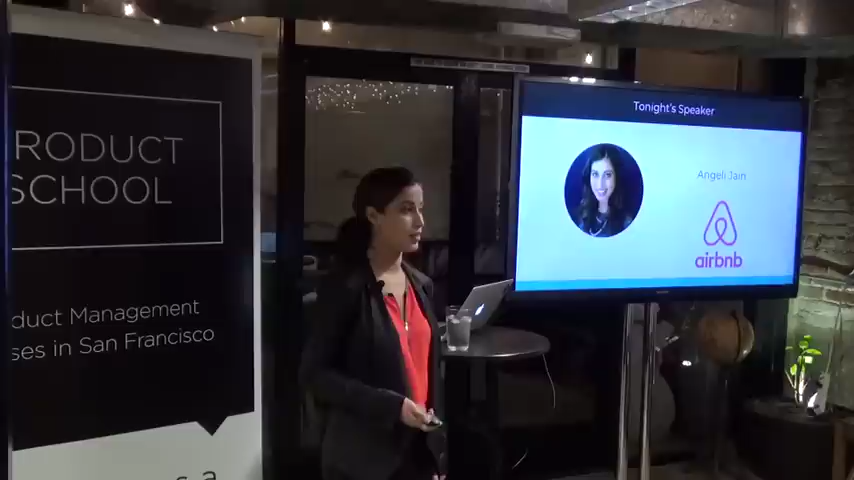 RODUCT
SCHOOL
duct Management
ses in San Francisco
Tonight's Speaker
Angeli Jain
airbnb